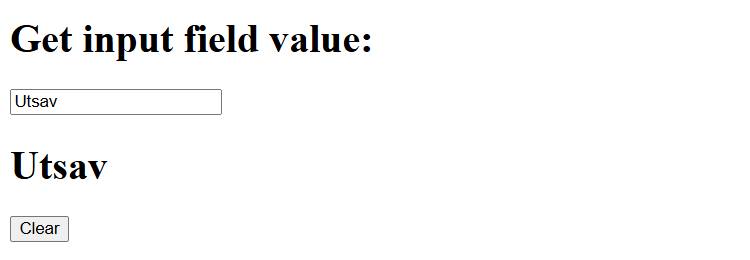 Get input field value:
Utsav
Utsav
Clear